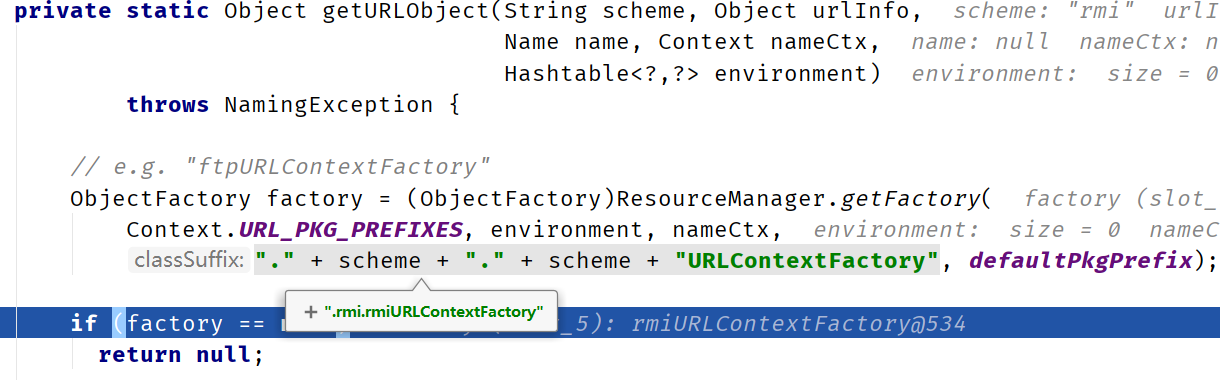 private static Object getURLObject(String scheme, Object urlInfo, scheme: "rmi" urlI
Name name, Context nameCtx, name: null nameCtx: n
Hashtable<?,?> environment) environment: size = 0
throws NamingException {
// e.g. "ftpURLContextFactory"
ObjectFactory factory = (ObjectFactory)ResourceManager.getFactory( factory (slot_
Context.URL_PKG_PREFIXES, environment, nameCtx, environment: size = 0 nameC
classSuffix: "." + scheme + "." + scheme + "URLContextFactory", defaultPkgPrefix);
+ ".rmi.rmiURLContextFactory"
if (factory == _5): rmiURLContextFactory@534
return null;